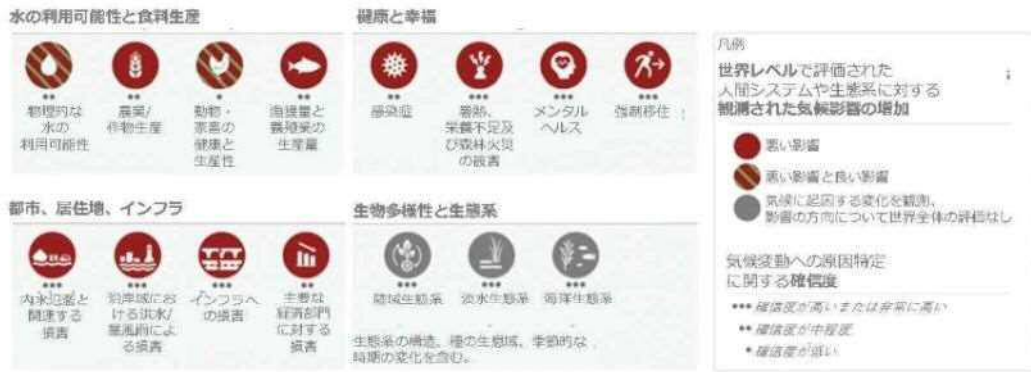 水の利用可能性と食料生産
物理的な
水の
利用可能性
農業/
作物生産
動物・
家畜の
健康と
生産性
漁獲量と
養殖業の
生産量
健康と幸福
感染症
暑熱、
栄養不足及
び森林火災
の被害
メンタル
ヘルス
強制移住
都市、居住地、インフラ
内水氾濫と
関連する
損害
沿岸域にお
ける洪水/
暴風雨によ
る損害
インフラへ
の損害
主要な
経済部門
に対する
損害
生物多様性と生態系
陸域生態系
淡水生態系
海洋生態系
生態系の構造、種の生息域、季節的な
時期の変化を含む。
凡例
世界レベルで評価された
人間システムや生態系に対する
観測された気候影響の増加
悪い影響
悪い影響と良い影響
気候に起因する変化を観測、
影響の方向について世界全体の評価なし
気候変動への原因特定
に関する確信度
••• 確信度が高いまたは非常に高い
•• 確信度が中程度
• 確信度が低い